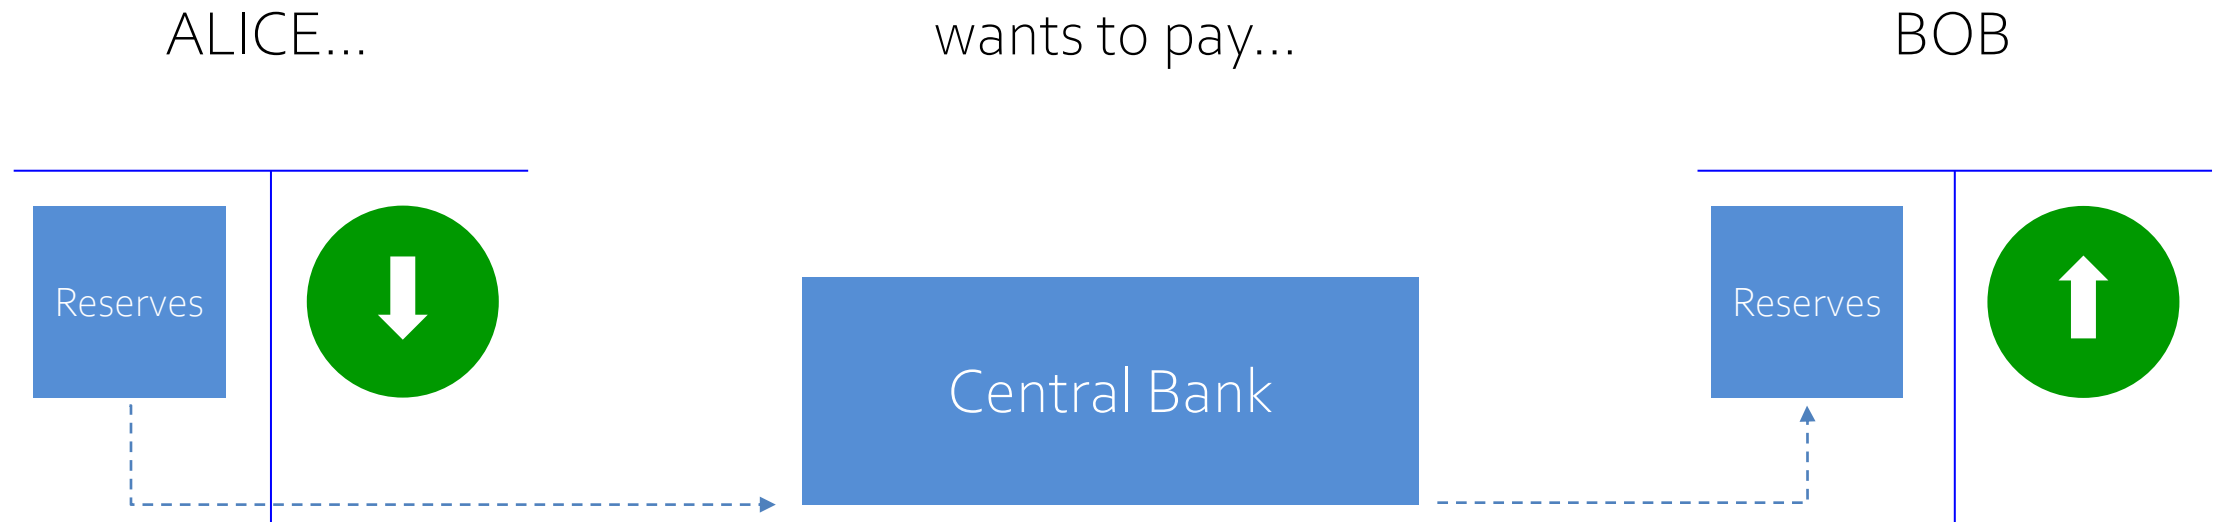 ALICE...
wants to pay...
BOB
Reserves
Reserves
Central Bank